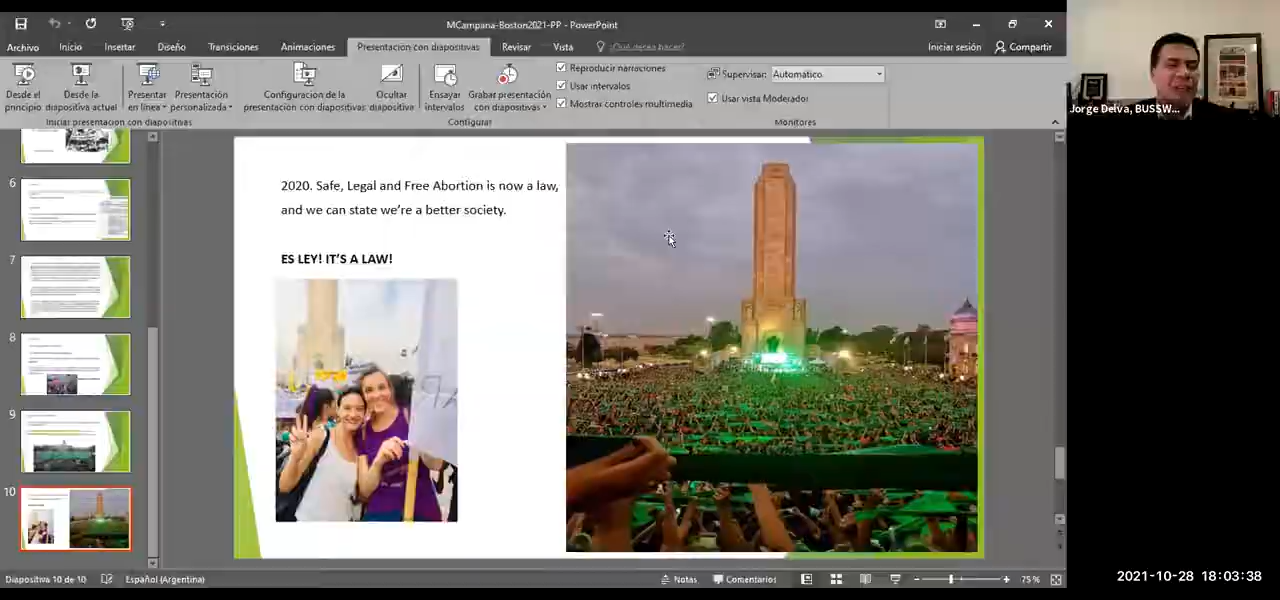 MCampana-Boston2021-PP - PowerPoint
Archivo Inicio Insertar Diseño Transiciones Animaciones Presentación con diapositivas Revisar Vista ¿Qué desea hacer? Iniciar sesión Compartir
Desde el principio
Desde la diapositiva actual
Presentar en línea
Presentación personalizada
Configuración de la presentación con diapositivas
Ocultar diapositiva
Ensayar intervalos
Grabar presentación con diapositivas
Reproducir narraciones
Usar intervalos
Mostrar controles multimedia
Supervisar: Automático
Usar vista Moderador
Iniciar presentación con diapositivas
Configurar
Monitores
Jorge Delva, BUSSW...
6
7
8
9
10
2020. Safe, Legal and Free Abortion is now a law,
and we can state we're a better society.
ES LEY! IT'S A LAW!
Diapositiva 10 de 10 Español (Argentina) Notas Comentarios 75 %
2021-10-28 18:03:38